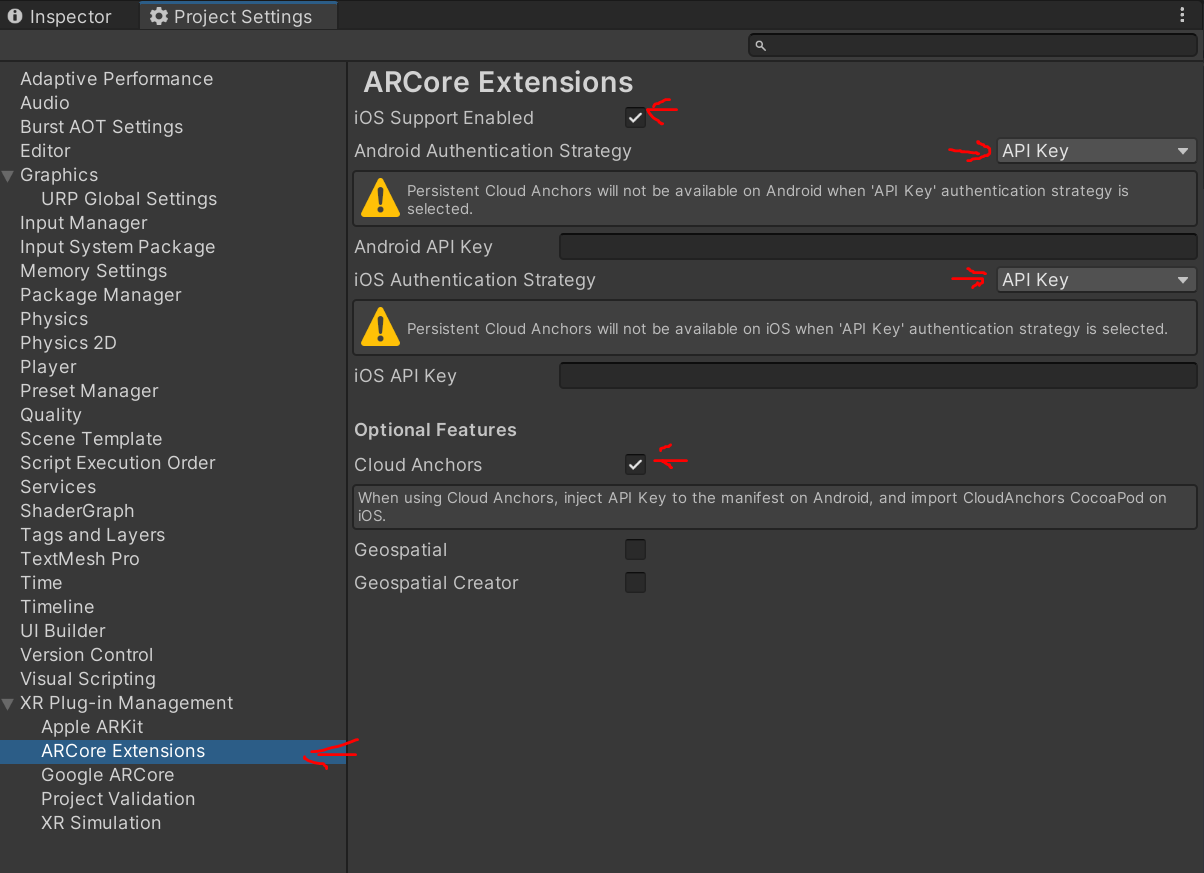 Inspector
Project Settings
Adaptive Performance
Audio
Burst AOT Settings
Editor
Graphics
URP Global Settings
Input Manager
Input System Package
Memory Settings
Package Manager
Physics
Physics 2D
Player
Preset Manager
Quality
Scene Template
Script Execution Order
Services
ShaderGraph
Tags and Layers
TextMesh Pro
Time
Timeline
UI Builder
Version Control
Visual Scripting
XR Plug-in Management
Apple ARKit
ARCore Extensions
Google ARCore
Project Validation
XR Simulation
ARCore Extensions
iOS Support Enabled
Android Authentication Strategy
API Key
Persistent Cloud Anchors will not be available on Android when 'API Key' authentication strategy is
selected.
Android API Key
iOS Authentication Strategy
API Key
Persistent Cloud Anchors will not be available on iOS when 'API Key' authentication strategy is selected.
iOS API Key
Optional Features
Cloud Anchors
When using Cloud Anchors, inject API Key to the manifest on Android, and import CloudAnchors CocoaPod on
iOS.
Geospatial
Geospatial Creator